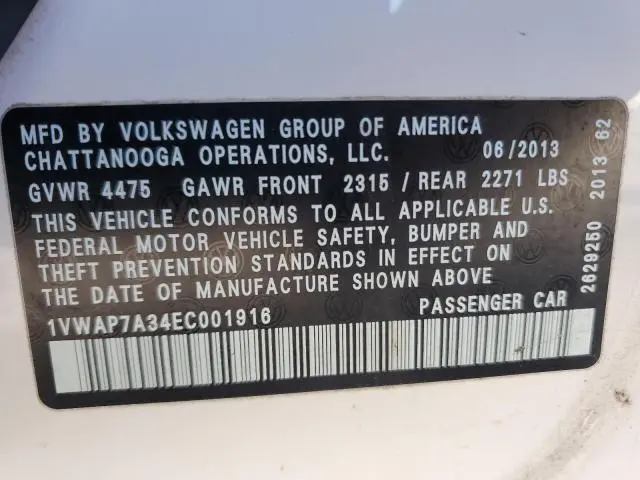 MFD BY VOLKSWAGEN GROUP OF AMERICA
CHATTANOOGA OPERATIONS, LLC. 06/2013
GVWR 4475 GAWR FRONT 2315 / REAR 2271 LBS
THIS VEHICLE CONFORMS TO ALL APPLICABLE U.S.
FEDERAL MOTOR VEHICLE SAFETY, BUMPER AND
THEFT PREVENTION STANDARDS IN EFFECT ON
THE DATE OF MANUFACTURE SHOWN ABOVE
1VWAP7A34EC001916 PASSENGER CAR
2629250 2013 62